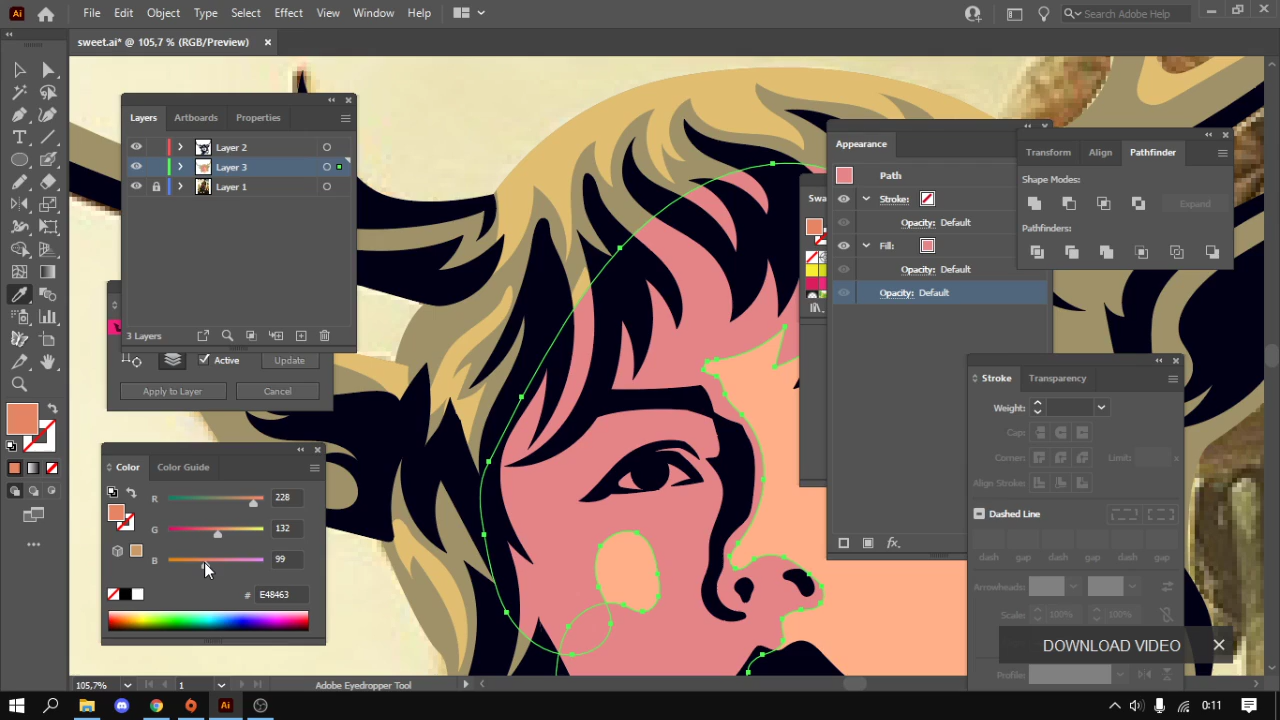 Ai File Edit Object Type Select Effect View Window Help Search Adobe Help
sweet.ai* @ 105,7 % (RGB/Preview) ×
Layers Artboards Properties
Layer 2
Layer 3
Layer 1
3 Layers
Active Update
Apply to Layer Cancel
Color Color Guide
R 228
G 132
B 99
# E48463
Swa
Appearance
Path
Stroke:
Opacity: Default
Fill:
Opacity: Default
Opacity: Default
fx
Transform Align Pathfinder
Shape Modes:
Expand
Pathfinders:
Stroke Transparency
Weight:
Cap:
Corner: Limit: ×
Align Stroke:
Dashed Line
dash gap dash gap dash gap
Arrowheads:
Scale: 100% 100%
Profile:
DOWNLOAD VIDEO ×
105,7% 1 Adobe Eyedropper Tool
Ai 0:11